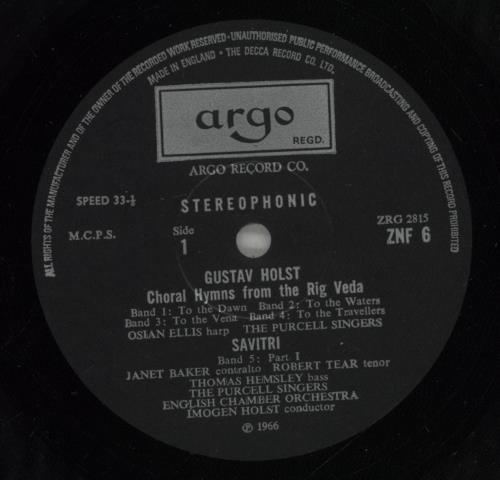 ALL RIGHTS OF THE MANUFACTURER AND OF THE OWNER OF THE RECORDED WORK RESERVED · UNAUTHORISED PUBLIC PERFORMANCE BROADCASTING AND COPYING OF THIS RECORD PROHIBITED
MADE IN ENGLAND · THE DECCA RECORD CO. LTD.
argo
REGD.
ARGO RECORD CO.
SPEED 33-⅓
STEREOPHONIC
ZRG 2815
M.C.P.S.
Side
1
ZNF 6
GUSTAV HOLST
Choral Hymns from the Rig Veda
Band 1: To the Dawn Band 2: To the Waters
Band 3: To the Vena Band 4: To the Travellers
OSIAN ELLIS harp THE PURCELL SINGERS
SAVITRI
Band 5: Part I
JANET BAKER contralto ROBERT TEAR tenor
THOMAS HEMSLEY bass
THE PURCELL SINGERS
ENGLISH CHAMBER ORCHESTRA
IMOGEN HOLST conductor
℗ 1966